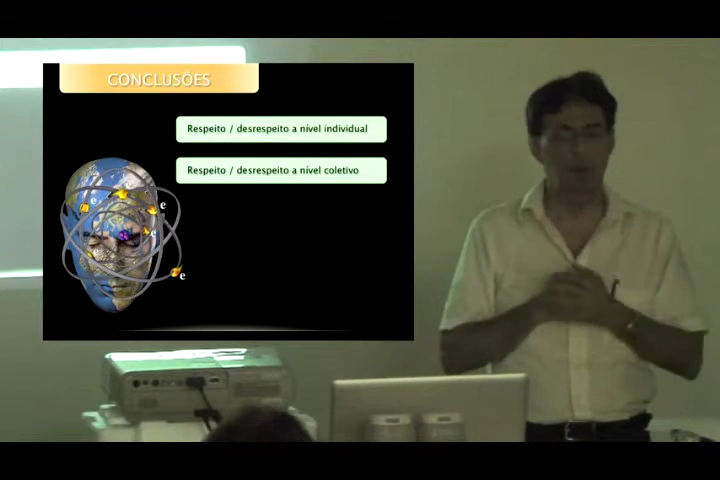 CONCLUSÕES
Respeito / desrespeito a nível individual
Respeito / desrespeito a nível coletivo
e
e
e
e